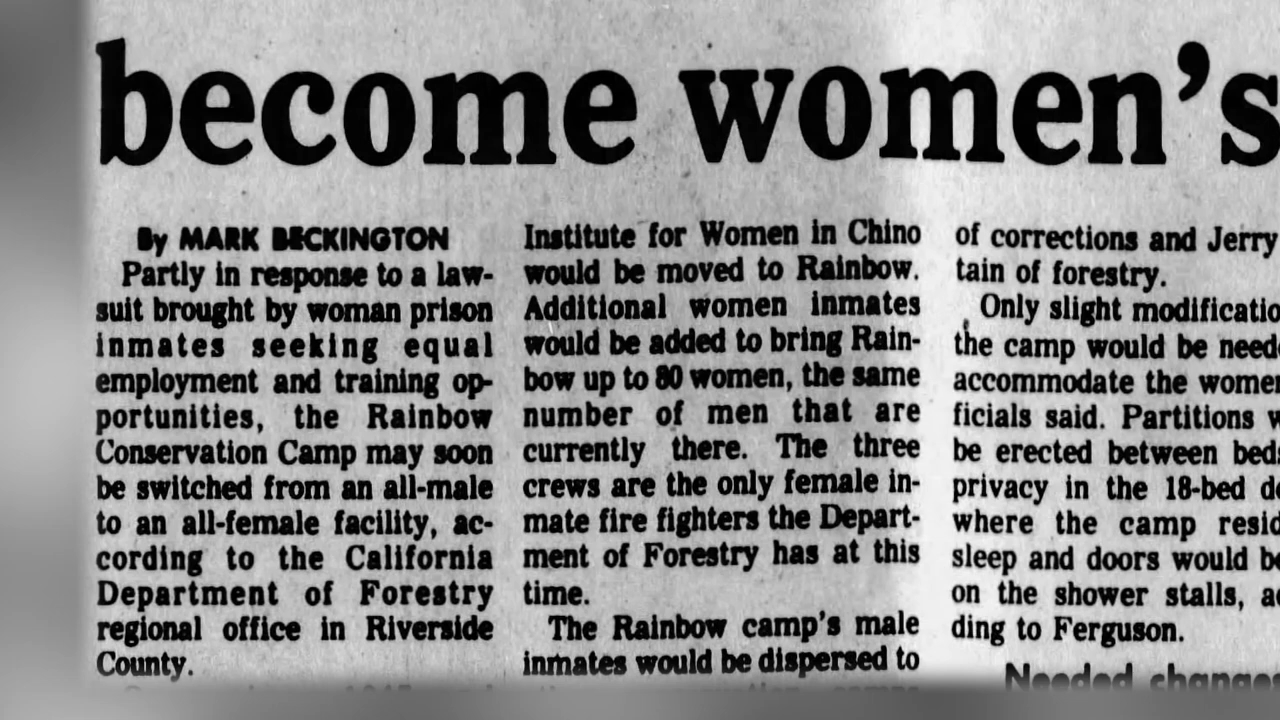 become women's
By MARK BECKINGTON
Partly in response to a law-
suit brought by woman prison
inmates seeking equal
employment and training op-
portunities, the Rainbow
Conservation Camp may soon
be switched from an all-male
to an all-female facility, ac-
cording to the California
Department of Forestry
regional office in Riverside
County.
Institute for Women in Chino
would be moved to Rainbow.
Additional women inmates
would be added to bring Rain-
bow up to 80 women, the same
number of men that are
currently there. The three
crews are the only female in-
mate fire fighters the Depart-
ment of Forestry has at this
time.
The Rainbow camp's male
inmates would be dispersed to
of corrections and Jerry
tain of forestry.
Only slight modificatio
the camp would be need
accommodate the women
ficials said. Partitions w
be erected between beds
privacy in the 18-bed do
where the camp resid
sleep and doors would be
on the shower stalls, ac
ding to Ferguson.
Needed changes